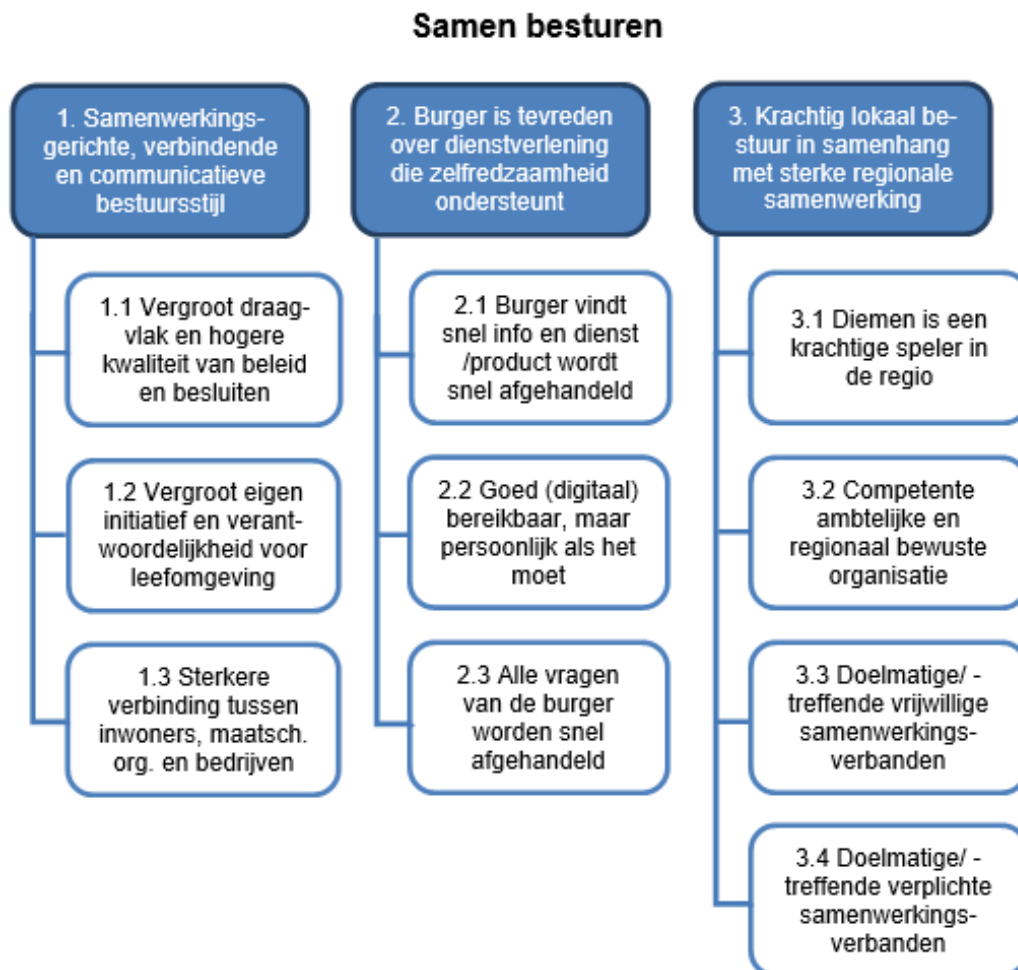 Samen besturen
1. Samenwerkings-
gerichte, verbindende
en communicatieve
bestuursstijl
1.1 Vergroot draag-
vlak en hogere
kwaliteit van beleid
en besluiten
1.2 Vergroot eigen
initiatief en verant-
woordelijkheid voor
leefomgeving
1.3 Sterkere
verbinding tussen
inwoners, maatsch.
org. en bedrijven
2. Burger is tevreden
over dienstverlening
die zelfredzaamheid
ondersteunt
2.1 Burger vindt
snel info en dienst
/product wordt
snel afgehandeld
2.2 Goed (digitaal)
bereikbaar, maar
persoonlijk als het
moet
2.3 Alle vragen
van de burger
worden snel
afgehandeld
3. Krachtig lokaal be-
stuur in samenhang
met sterke regionale
samenwerking
3.1 Diemen is een
krachtige speler in
de regio
3.2 Competente
ambtelijke en
regionaal bewuste
organisatie
3.3 Doelmatige/ -
treffende vrijwillige
samenwerkings-
verbanden
3.4 Doelmatige/ -
treffende verplichte
samenwerkings-
verbanden